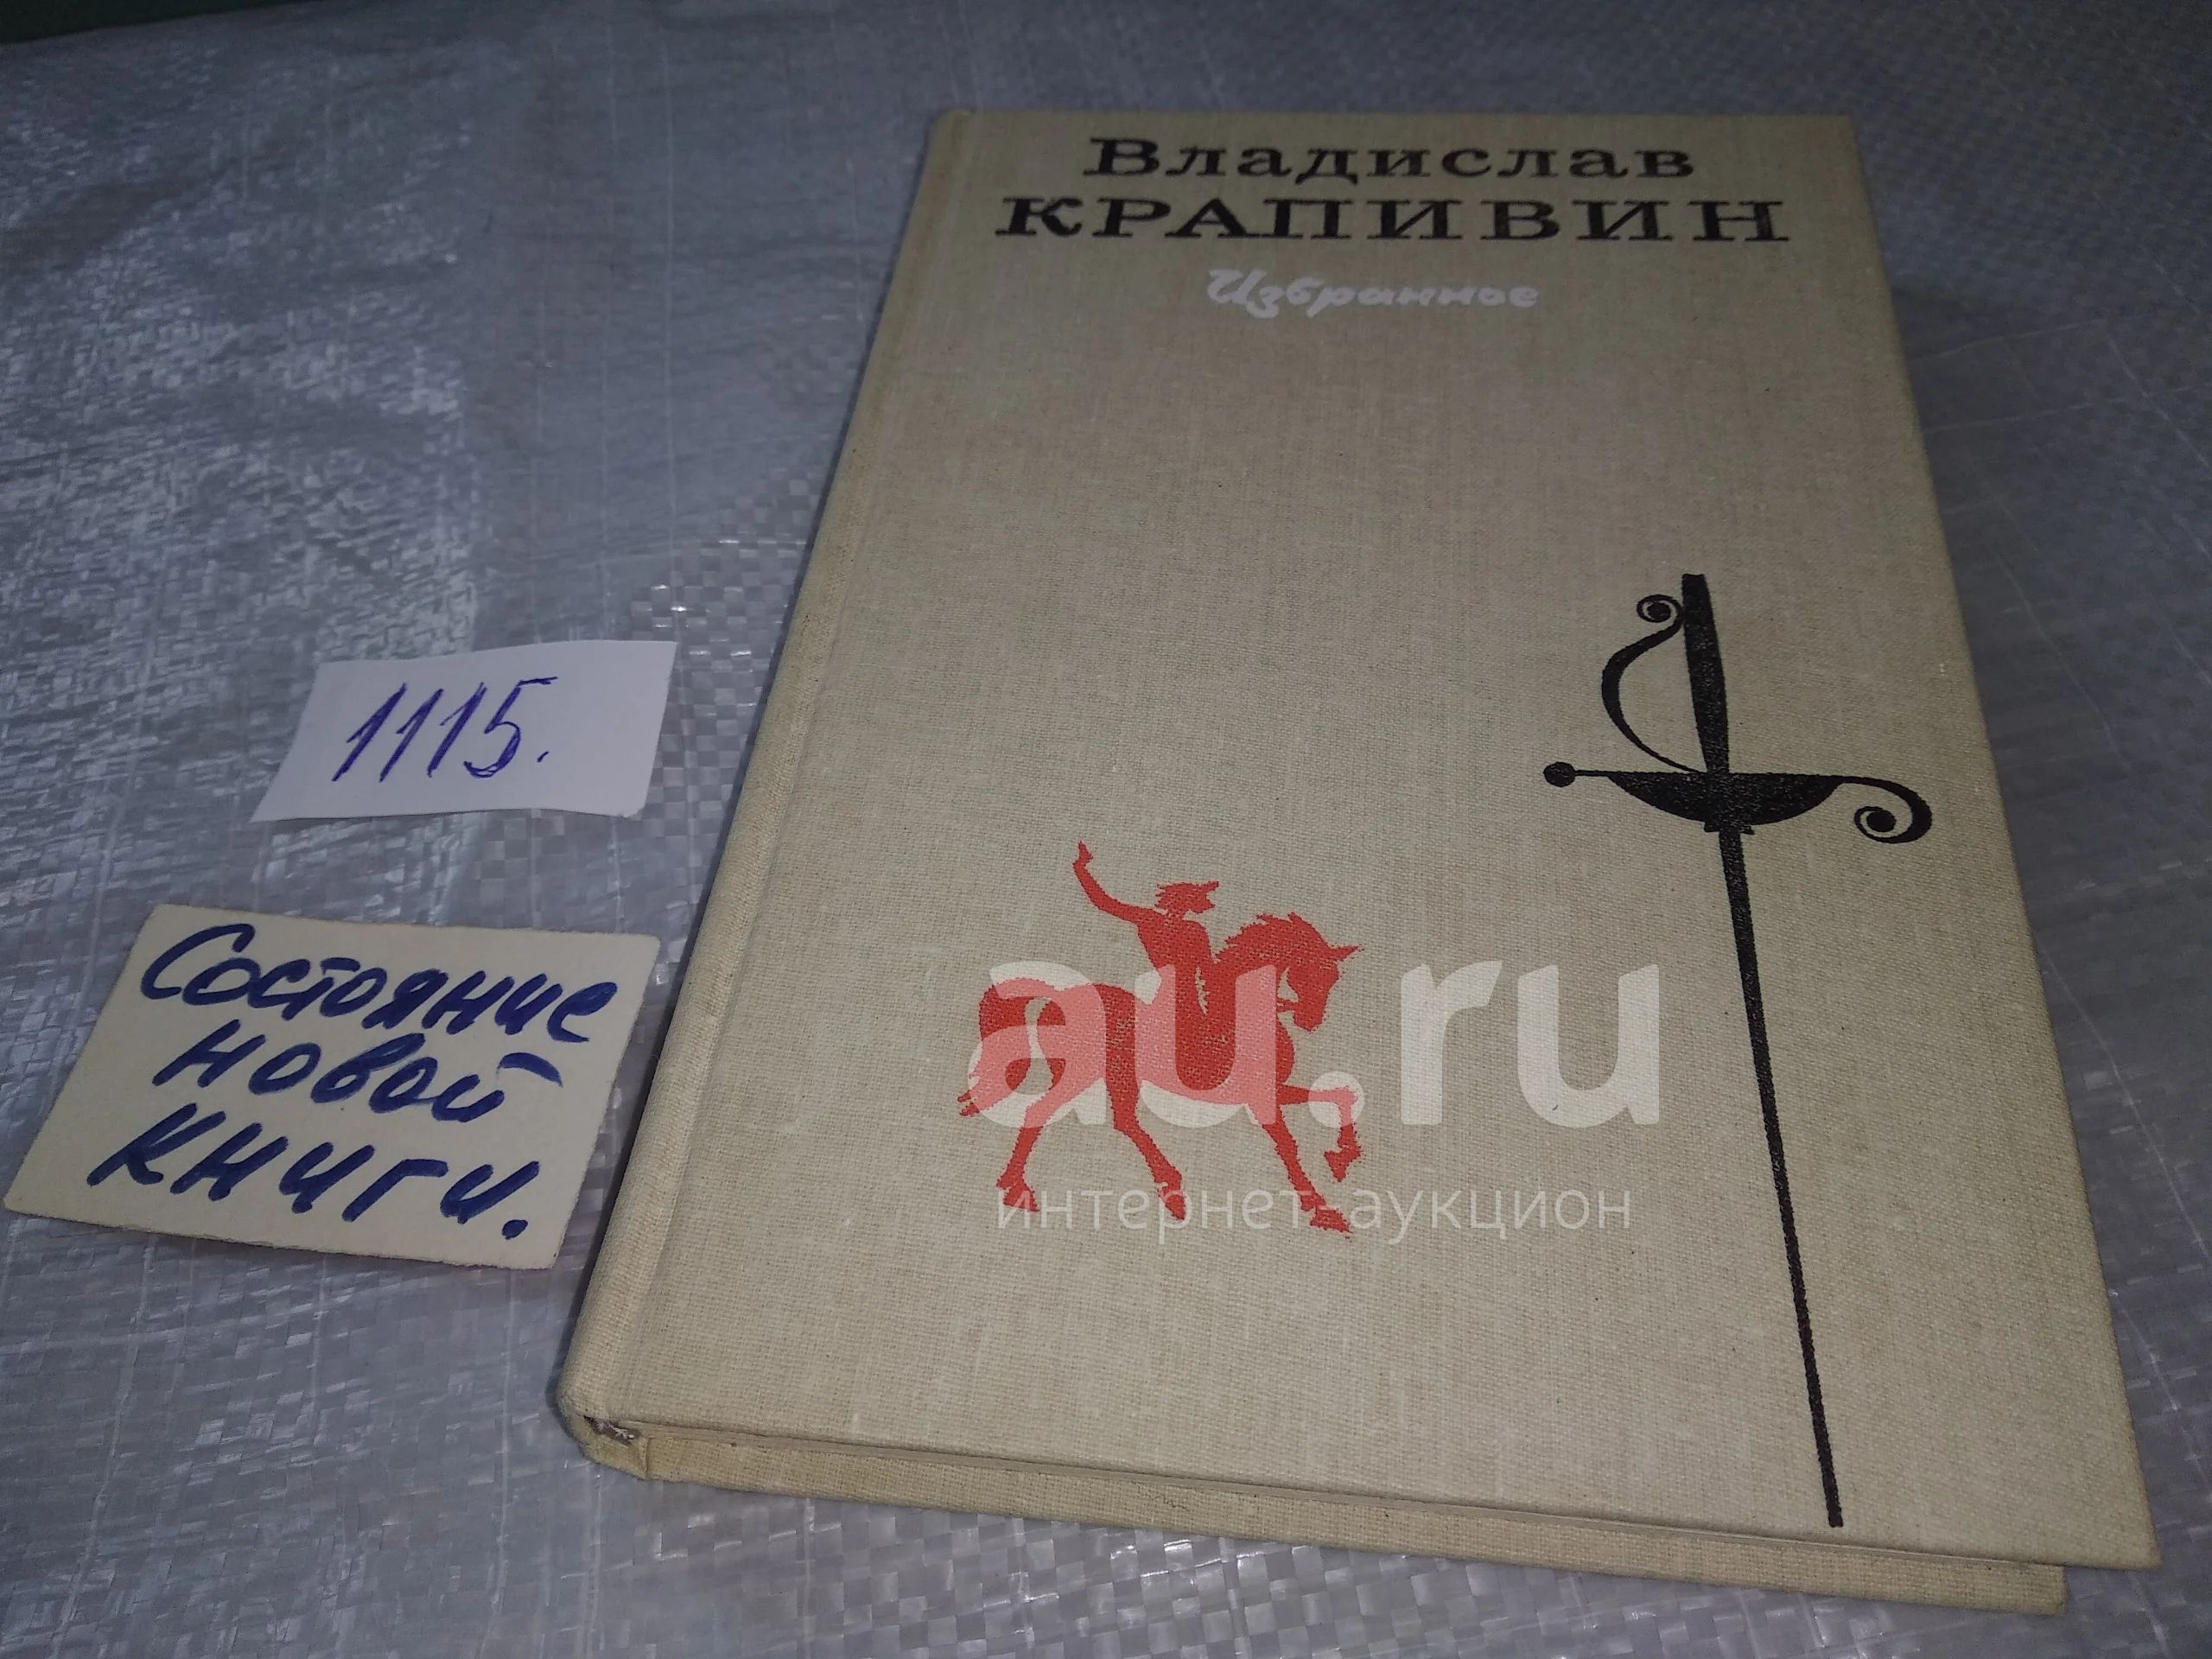 Владислав
КРАПИВИН
Избранное
1115.
Состояние
новой
книги.
au.ru
интернет аукцион